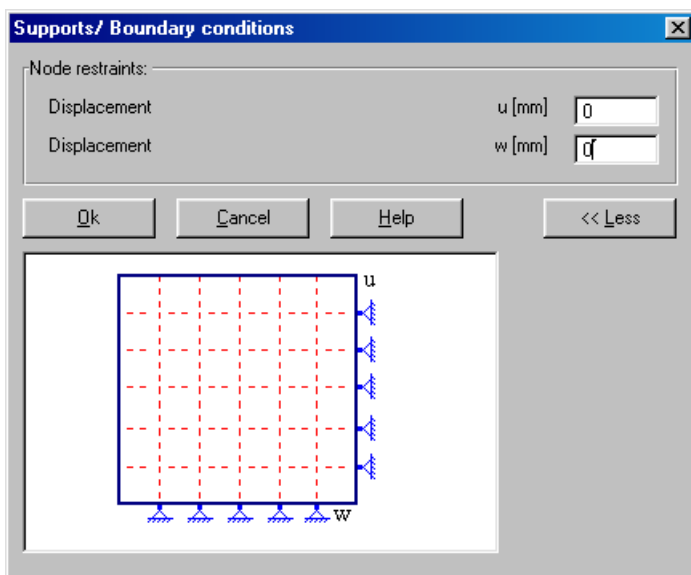 Supports/ Boundary conditions
Node restraints:
Displacement u [mm] 0
Displacement w [mm] 0
Ok Cancel Help << Less
u
w